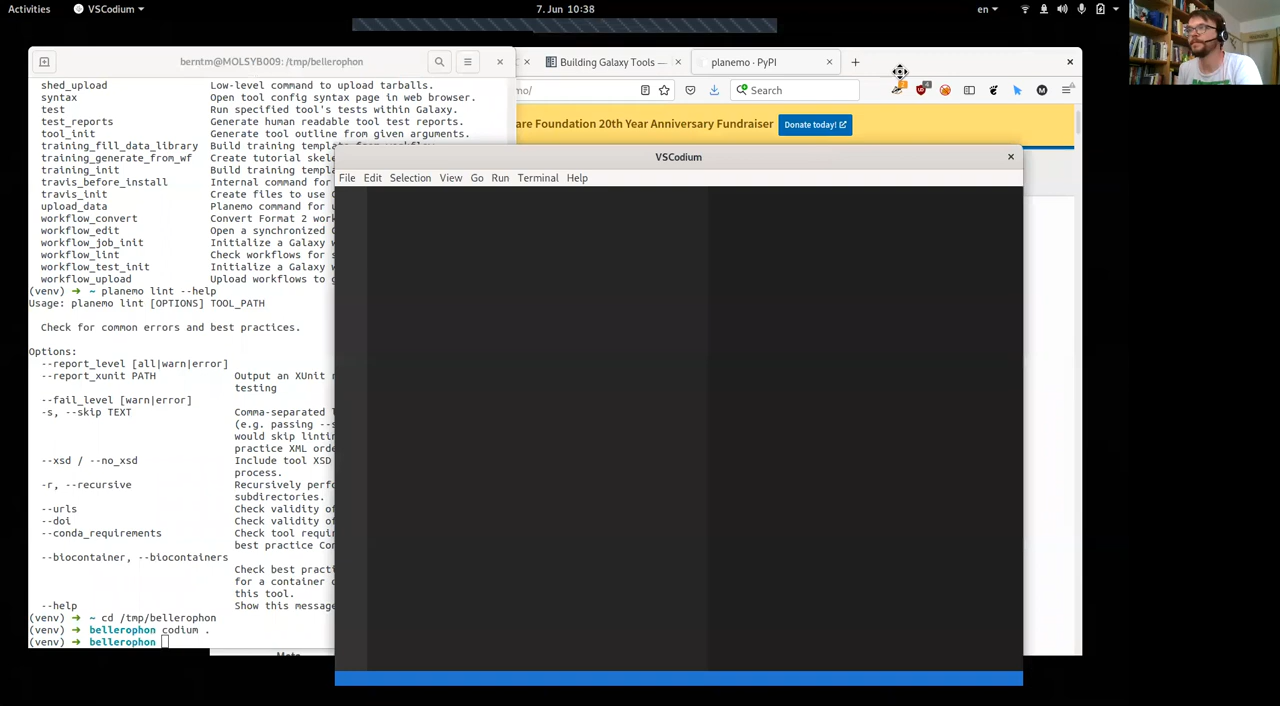 Activities
VSCodium
7. Jun 10:38
en
berntm@MOLSYB009: /tmp/bellerophon
Building Galaxy Tools —
planemo · PyPI
mo/
Search
are Foundation 20th Year Anniversary Fundraiser
Donate today!
shed_upload Low-level command to upload tarballs.
syntax Open tool config syntax page in web browser.
test Run specified tool's tests within Galaxy.
test_reports Generate human readable tool test reports.
tool_init Generate tool outline from given arguments.
training_fill_data_library Build training template from workflow.
training_generate_from_wf Create tutorial skele
training_init Build training templa
travis_before_install Internal command for
travis_init Create files to use G
upload_data Planemo command for u
workflow_convert Convert Format 2 work
workflow_edit Open a synchronized G
workflow_job_init Initialize a Galaxy w
workflow_lint Check workflows for s
workflow_test_init Initialize a Galaxy w
workflow_upload Upload workflows to g
(venv) ➜ ~ planemo lint --help
Usage: planemo lint [OPTIONS] TOOL_PATH
Check for common errors and best practices.
Options:
--report_level [all|warn|error]
--report_xunit PATH Output an XUnit r
testing
--fail_level [warn|error]
-s, --skip TEXT Comma-separated l
(e.g. passing --s
would skip lintin
practice XML orde
--xsd / --no_xsd Include tool XSD
process.
-r, --recursive Recursively perfo
subdirectories.
--urls Check validity of
--doi Check validity of
--conda_requirements Check tool requir
best practice Con
--biocontainer, --biocontainers
Check best practi
for a container d
this tool.
--help Show this message
(venv) ➜ ~ cd /tmp/bellerophon
(venv) ➜ bellerophon codium .
(venv) ➜ bellerophon
VSCodium
File Edit Selection View Go Run Terminal Help